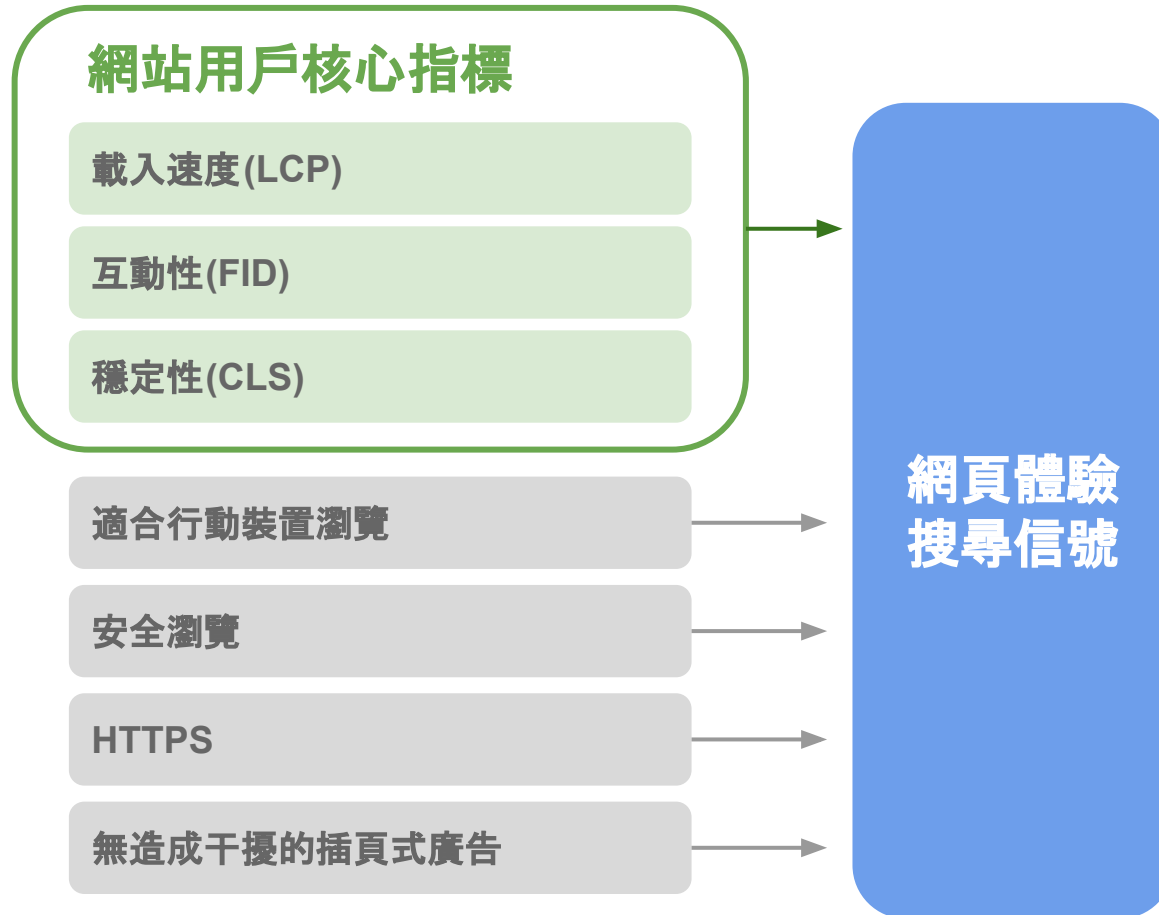 網站用戶核心指標
載入速度(LCP)
互動性(FID)
穩定性(CLS)
適合行動裝置瀏覽
安全瀏覽
HTTPS
無造成干擾的插頁式廣告
網頁體驗
搜尋信號